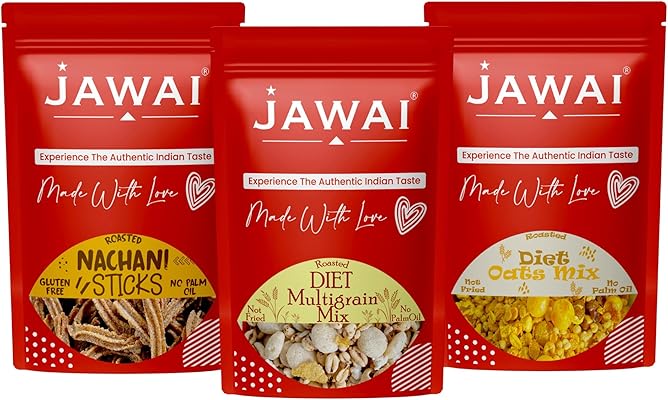 JAWAI®
Experience The Authentic Indian Taste
Made With Love
ROASTED
NACHANI
STICKS
GLUTEN
FREE
NO PALM
OIL
JAWAI®
Experience The Authentic Indian Taste
Made With Love
Roasted
DIET
Multigrain
Mix
Not
Fried
No
PalmOil
JAWAI®
Experience The Authentic Indian Taste
Made With Love
Roasted
Diet
Oats Mix
Not
Fried
No
Palm Oil